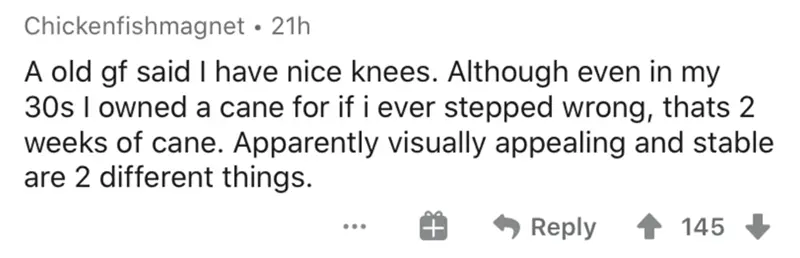 Chickenfishmagnet • 21h
A old gf said I have nice knees. Although even in my
30s I owned a cane for if i ever stepped wrong, thats 2
weeks of cane. Apparently visually appealing and stable
are 2 different things.
... Reply 145